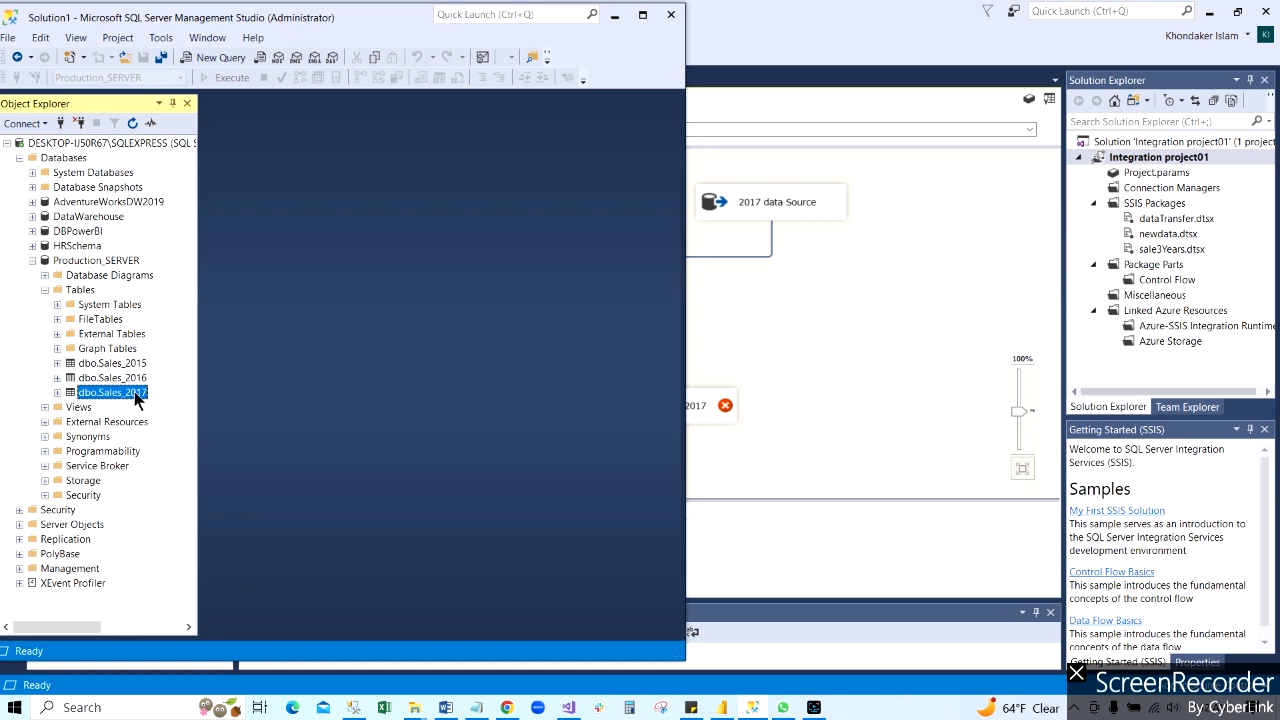 Solution1 - Microsoft SQL Server Management Studio (Administrator)
Quick Launch (Ctrl+Q)
File Edit View Project Tools Window Help
New Query
Production_SERVER
Execute
Object Explorer
Connect
DESKTOP-IJ50R67\SQLEXPRESS (SQL S
Databases
System Databases
Database Snapshots
AdventureWorksDW2019
DataWarehouse
DBPowerBI
HRSchema
Production_SERVER
Database Diagrams
Tables
System Tables
FileTables
External Tables
Graph Tables
dbo.Sales_2015
dbo.Sales_2016
dbo.Sales_2017
Views
External Resources
Synonyms
Programmability
Service Broker
Storage
Security
Security
Server Objects
Replication
PolyBase
Management
XEvent Profiler
Ready
Quick Launch (Ctrl+Q)
Khondaker Islam
KI
2017 data Source
2017
100%
Solution Explorer
Search Solution Explorer (Ctrl+;)
Solution 'Integration project01' (1 project
Integration project01
Project.params
Connection Managers
SSIS Packages
dataTransfer.dtsx
newdata.dtsx
sale3Years.dtsx
Package Parts
Control Flow
Miscellaneous
Linked Azure Resources
Azure-SSIS Integration Runtime
Azure Storage
Solution Explorer Team Explorer
Getting Started (SSIS)
Welcome to SQL Server Integration
Services (SSIS).
Samples
My First SSIS Solution
This sample serves as an introduction to
the SQL Server Integration Services
development environment
Control Flow Basics
This sample introduces the fundamental
concepts of the control flow
Data Flow Basics
This sample introduces the fundamental
concepts of the data flow
Getting Started (SSIS) Properties
Ready
ScreenRecorder
By CyberLink
Search
64°F Clear